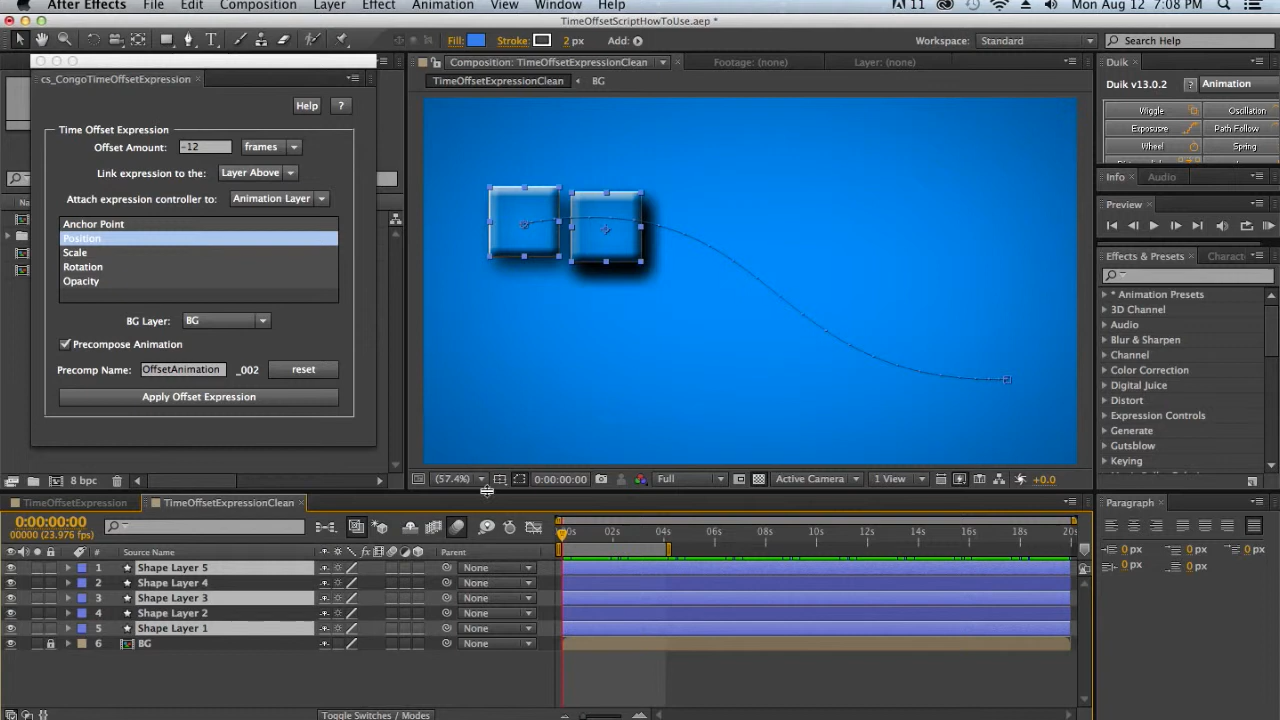 After Effects File Edit Composition Layer Effect Animation View Window Help 11 Mon Aug 12 7:08 PM
TimeOffsetScriptHowToUse.aep *
Fill: Stroke: 2 px Add: Workspace: Standard Search Help
cs_CongoTimeOffsetExpression
Help ?
Time Offset Expression
Offset Amount: -12 frames
Link expression to the: Layer Above
Attach expression controller to: Animation Layer
Anchor Point
Position
Scale
Rotation
Opacity
BG Layer: BG
Precompose Animation
Precomp Name: OffsetAnimation _002 reset
Apply Offset Expression
8 bpc
Composition: TimeOffsetExpressionClean Footage: (none) Layer: (none)
TimeOffsetExpressionClean BG
(57.4%) 0:00:00:00 Full Active Camera 1 View +0.0
Duik
Duik v13.0.2 ? Animation
Wiggle Oscillation
Exposure Path Follow
Wheel Spring
Info Audio
Preview
Effects & Presets Charact
* Animation Presets
3D Channel
Audio
Blur & Sharpen
Channel
Color Correction
Digital Juice
Distort
Expression Controls
Generate
Gutsblow
Keying
TimeOffsetExpression TimeOffsetExpressionClean
0:00:00:00
00000 (23.976 fps)
:00s 02s 04s 06s 08s 10s 12s 14s 16s 18s 20s
# Source Name Parent
1 Shape Layer 5 None
2 Shape Layer 4 None
3 Shape Layer 3 None
4 Shape Layer 2 None
5 Shape Layer 1 None
6 BG None
Toggle Switches / Modes
Paragraph
0 px 0 px 0 px
0 px 0 px